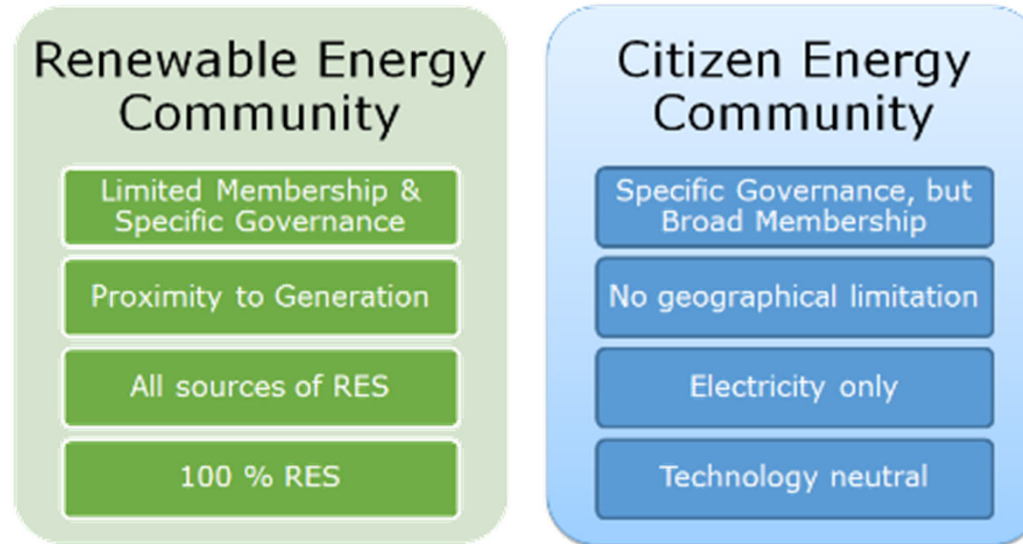 Renewable Energy
Community
Limited Membership &
Specific Governance
Proximity to Generation
All sources of RES
100 % RES
Citizen Energy
Community
Specific Governance, but
Broad Membership
No geographical limitation
Electricity only
Technology neutral